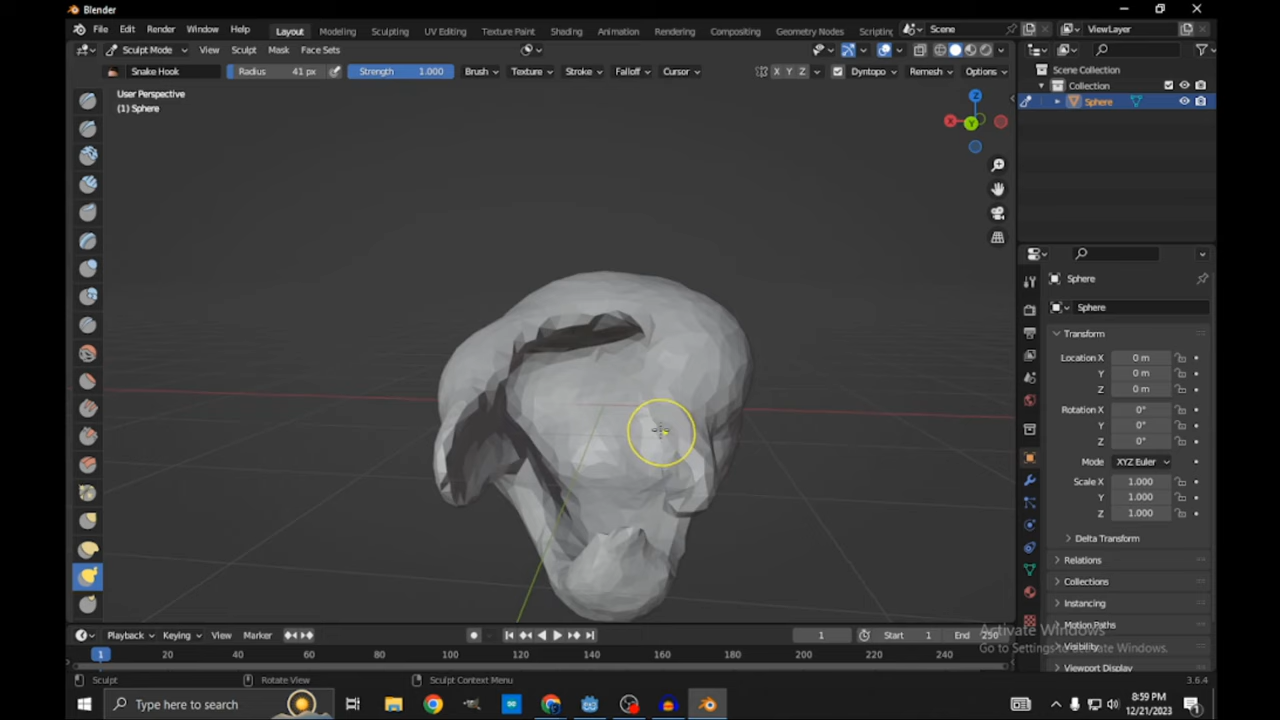 Blender
File Edit Render Window Help Layout Modeling Sculpting UV Editing Texture Paint Shading Animation Rendering Compositing Geometry Nodes Scripting Scene ViewLayer
Sculpt Mode View Sculpt Mask Face Sets
Snake Hook Radius 41 px Strength 1.000 Brush Texture Stroke Falloff Cursor X Y Z Dyntopo Remesh Options
User Perspective
(1) Sphere
Z
X
Y
Scene Collection
Collection
Sphere
Sphere
Sphere
Transform
Location X 0 m
Y 0 m
Z 0 m
Rotation X 0°
Y 0°
Z 0°
Mode XYZ Euler
Scale X 1.000
Y 1.000
Z 1.000
Delta Transform
Relations
Collections
Instancing
Motion Paths
Visibility
Viewport Display
Activate Windows
Go to Settings to activate Windows.
Playback Keying View Marker 1 Start 1 End 250
1 20 40 60 80 100 120 140 160 180 200 220 240
Sculpt Rotate View Sculpt Context Menu 3.6.4
Type here to search
8:59 PM
12/21/2023
1